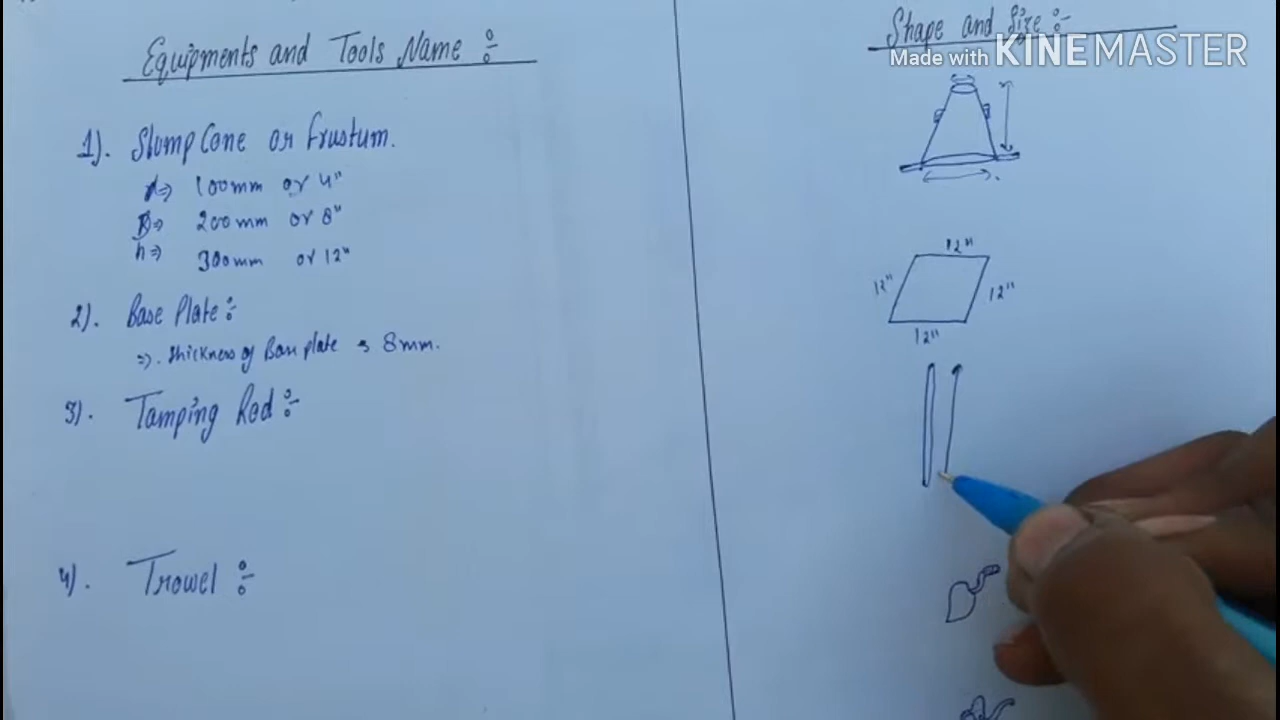 Equipments and Tools Name :-
1). Slump Cone or frustum.
d⇒ 100mm or 4"
D⇒ 200mm or 8"
h⇒ 300mm or 12"
2). Base Plate :-
⇒. thickness of Base plate 8mm.
3). Tamping Rod :-
4). Trowel :-
Shape and Size :-
Made with KINEMASTER
12"
12"
12"
12"